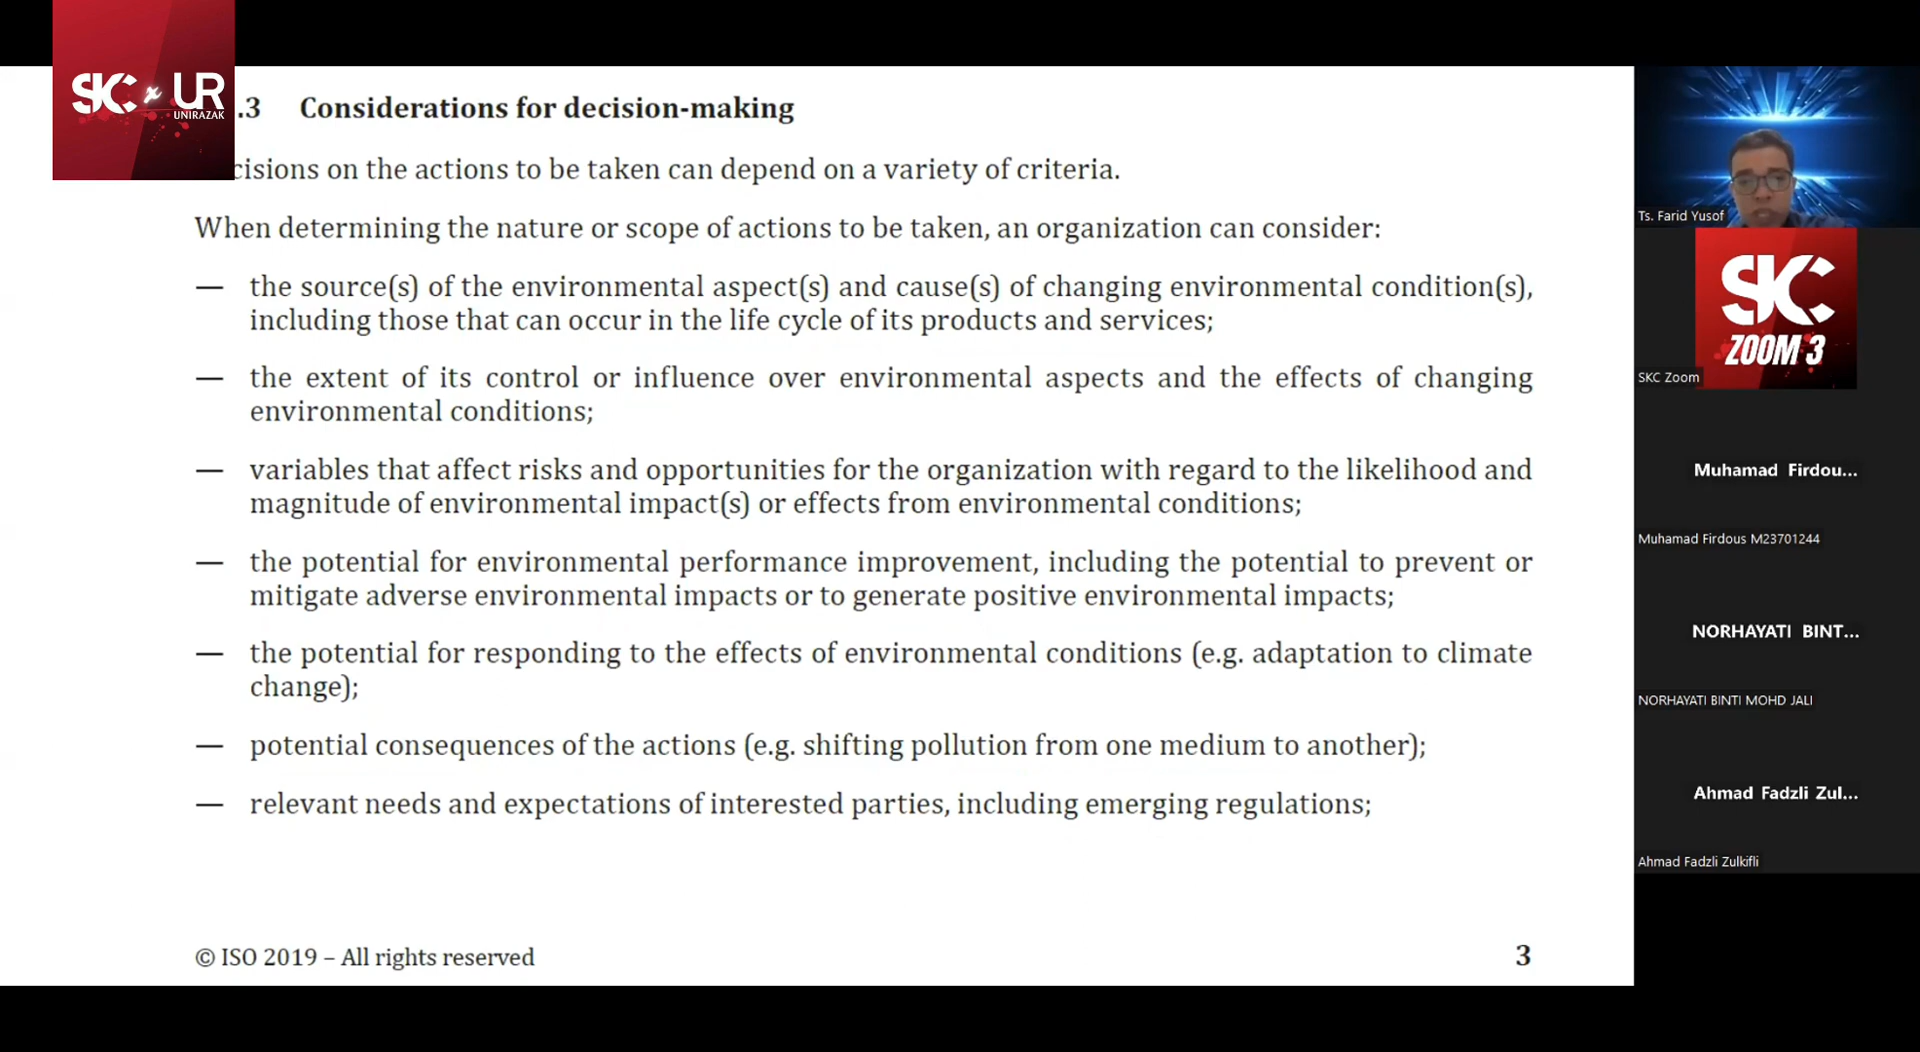 SKC x UR
UNIRAZAK
.3 Considerations for decision-making
cisions on the actions to be taken can depend on a variety of criteria.
When determining the nature or scope of actions to be taken, an organization can consider:
— the source(s) of the environmental aspect(s) and cause(s) of changing environmental condition(s),
including those that can occur in the life cycle of its products and services;
— the extent of its control or influence over environmental aspects and the effects of changing
environmental conditions;
— variables that affect risks and opportunities for the organization with regard to the likelihood and
magnitude of environmental impact(s) or effects from environmental conditions;
— the potential for environmental performance improvement, including the potential to prevent or
mitigate adverse environmental impacts or to generate positive environmental impacts;
— the potential for responding to the effects of environmental conditions (e.g. adaptation to climate
change);
— potential consequences of the actions (e.g. shifting pollution from one medium to another);
— relevant needs and expectations of interested parties, including emerging regulations;
© ISO 2019 – All rights reserved
3
Ts. Farid Yusof
SKC
ZOOM 3
SKC Zoom
Muhamad Firdou...
Muhamad Firdous M23701244
NORHAYATI BINT...
NORHAYATI BINTI MOHD JALI
Ahmad Fadzli Zul...
Ahmad Fadzli Zulkifli